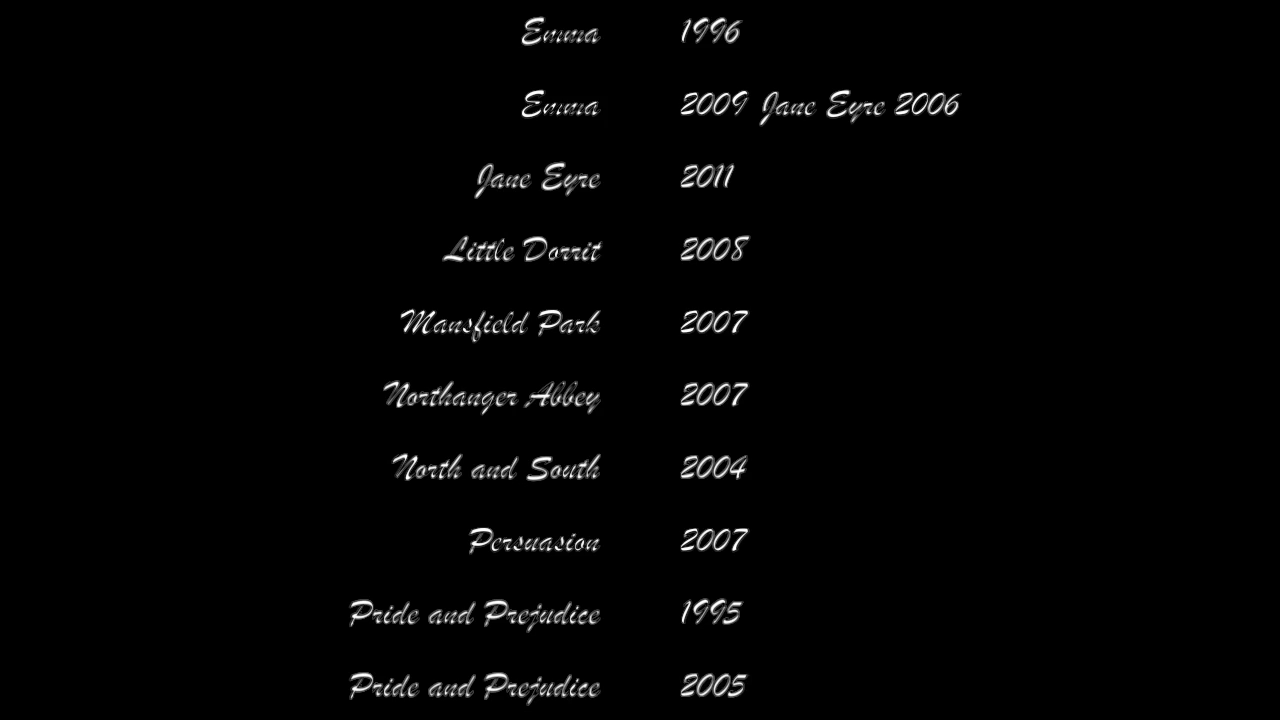 Emma 1996
Emma 2009 Jane Eyre 2006
Jane Eyre 2011
Little Dorrit 2008
Mansfield Park 2007
Northanger Abbey 2007
North and South 2004
Persuasion 2007
Pride and Prejudice 1995
Pride and Prejudice 2005